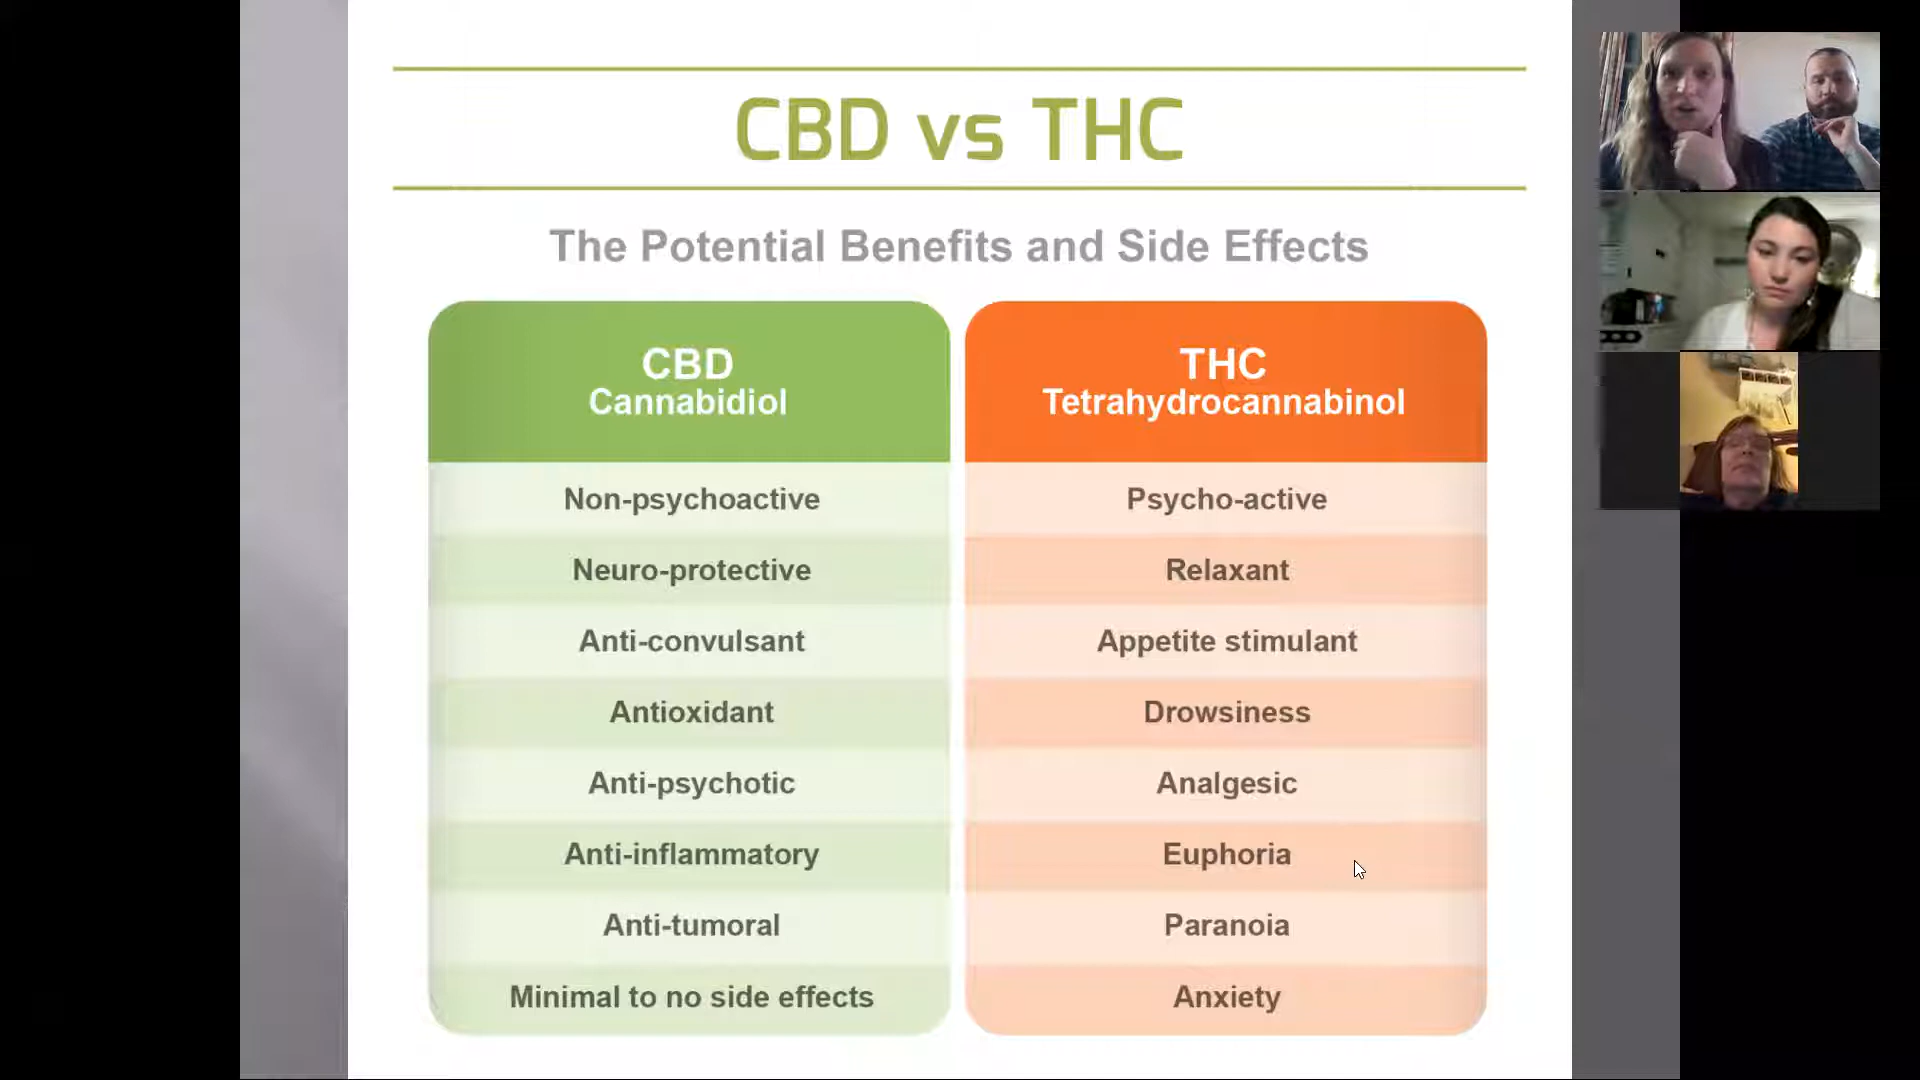 CBD vs THC
The Potential Benefits and Side Effects
CBD
Cannabidiol
Non-psychoactive
Neuro-protective
Anti-convulsant
Antioxidant
Anti-psychotic
Anti-inflammatory
Anti-tumoral
Minimal to no side effects
THC
Tetrahydrocannabinol
Psycho-active
Relaxant
Appetite stimulant
Drowsiness
Analgesic
Euphoria
Paranoia
Anxiety